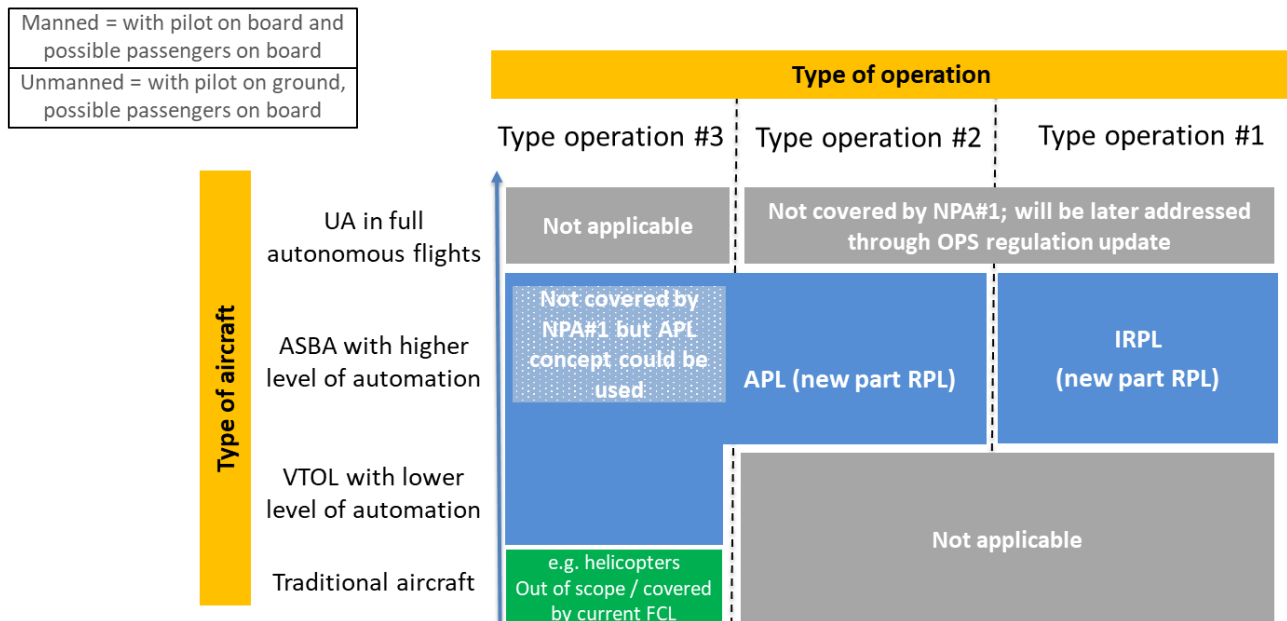 Manned = with pilot on board and
possible passengers on board
Unmanned = with pilot on ground,
possible passengers on board
Type of operation
Type operation #3
Type operation #2
Type operation #1
Type of aircraft
UA in full
autonomous flights
Not applicable
Not covered by NPA#1; will be later addressed
through OPS regulation update
ASBA with higher
level of automation
Not covered by
NPA#1 but APL
concept could be
used
APL (new part RPL)
IRPL
(new part RPL)
VTOL with lower
level of automation
Not applicable
Traditional aircraft
e.g. helicopters
Out of scope / covered
by current FCL